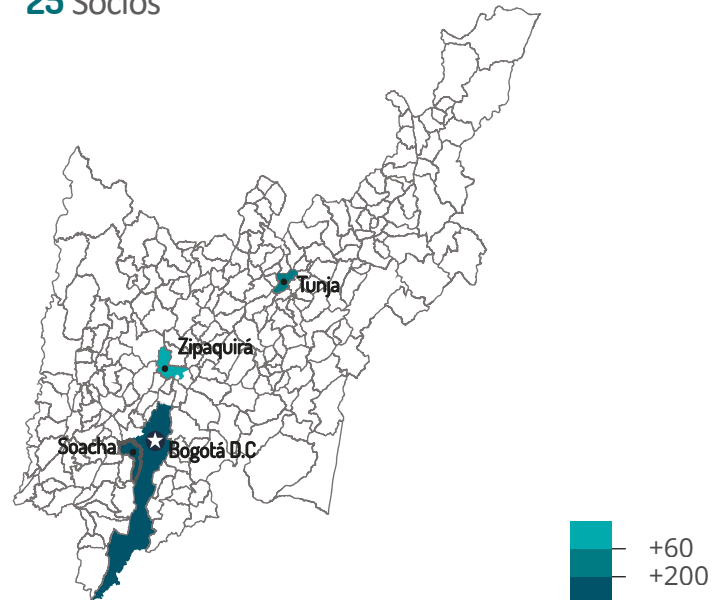 25 Socios
Tunja
Zipaquirá
Soacha
Bogotá D.C
+60
+200